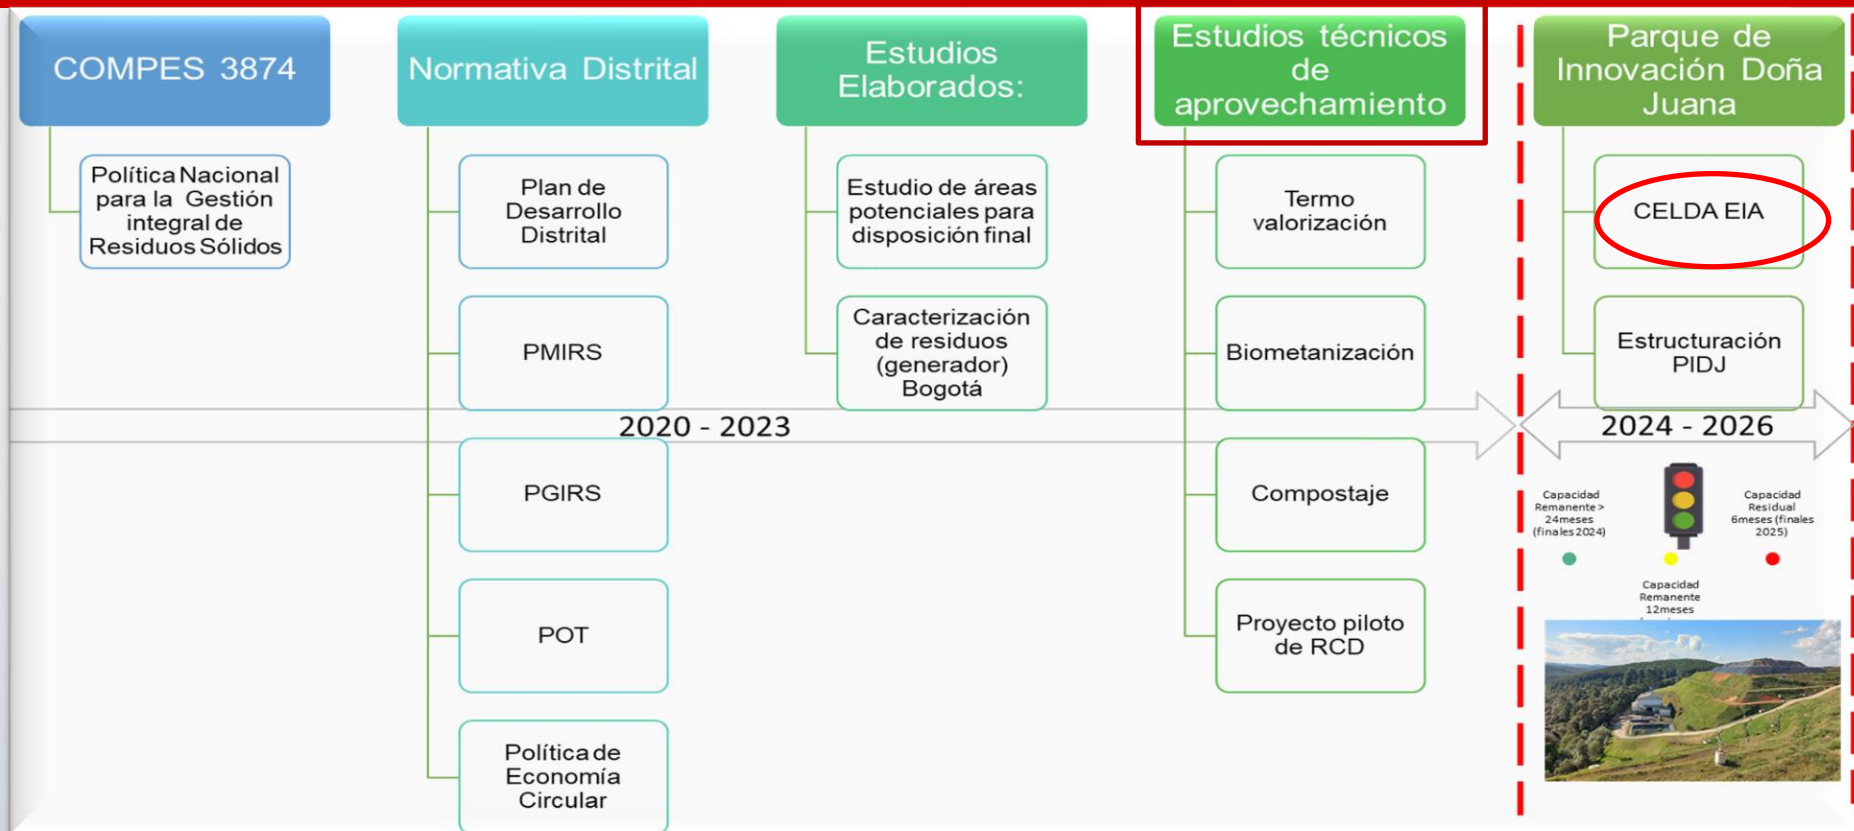 COMPES 3874
Política Nacional
para la Gestión
integral de
Residuos Sólidos
Normativa Distrital
Plan de
Desarrollo
Distrital
PMIRS
PGIRS
POT
Política de
Economía
Circular
Estudios
Elaborados:
Estudio de áreas
potenciales para
disposición final
Caracterización
de residuos
(generador)
Bogotá
Estudios técnicos
de
aprovechamiento
Termo
valorización
Biometanización
Compostaje
Proyecto piloto
de RCD
2020 - 2023
Parque de
Innovación Doña
Juana
CELDA EIA
Estructuración
PIDJ
2024 - 2026
Capacidad
Remanente >
24meses
(finales 2024)
Capacidad
Residual
6meses (finales
2025)
Capacidad
Remanente
12meses